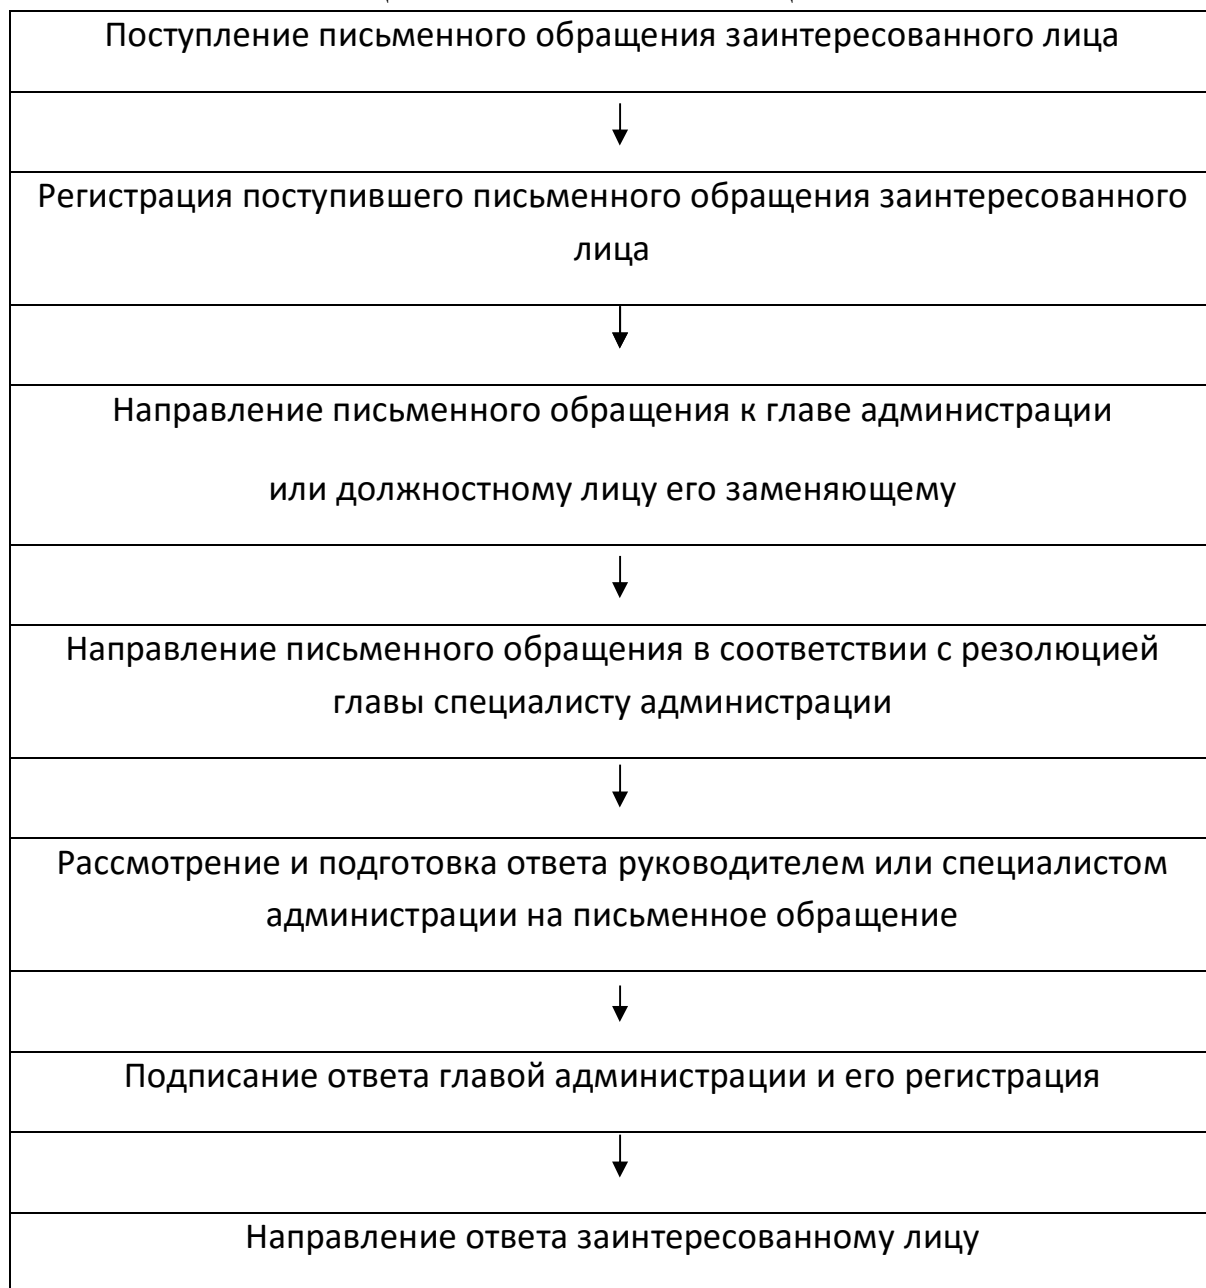 Поступление письменного обращения заинтересованного лица
Регистрация поступившего письменного обращения заинтересованного
лица
Направление письменного обращения к главе администрации
или должностному лицу его заменяющему
Направление письменного обращения в соответствии с резолюцией
главы специалисту администрации
Рассмотрение и подготовка ответа руководителем или специалистом
администрации на письменное обращение
Подписание ответа главой администрации и его регистрация
Направление ответа заинтересованному лицу